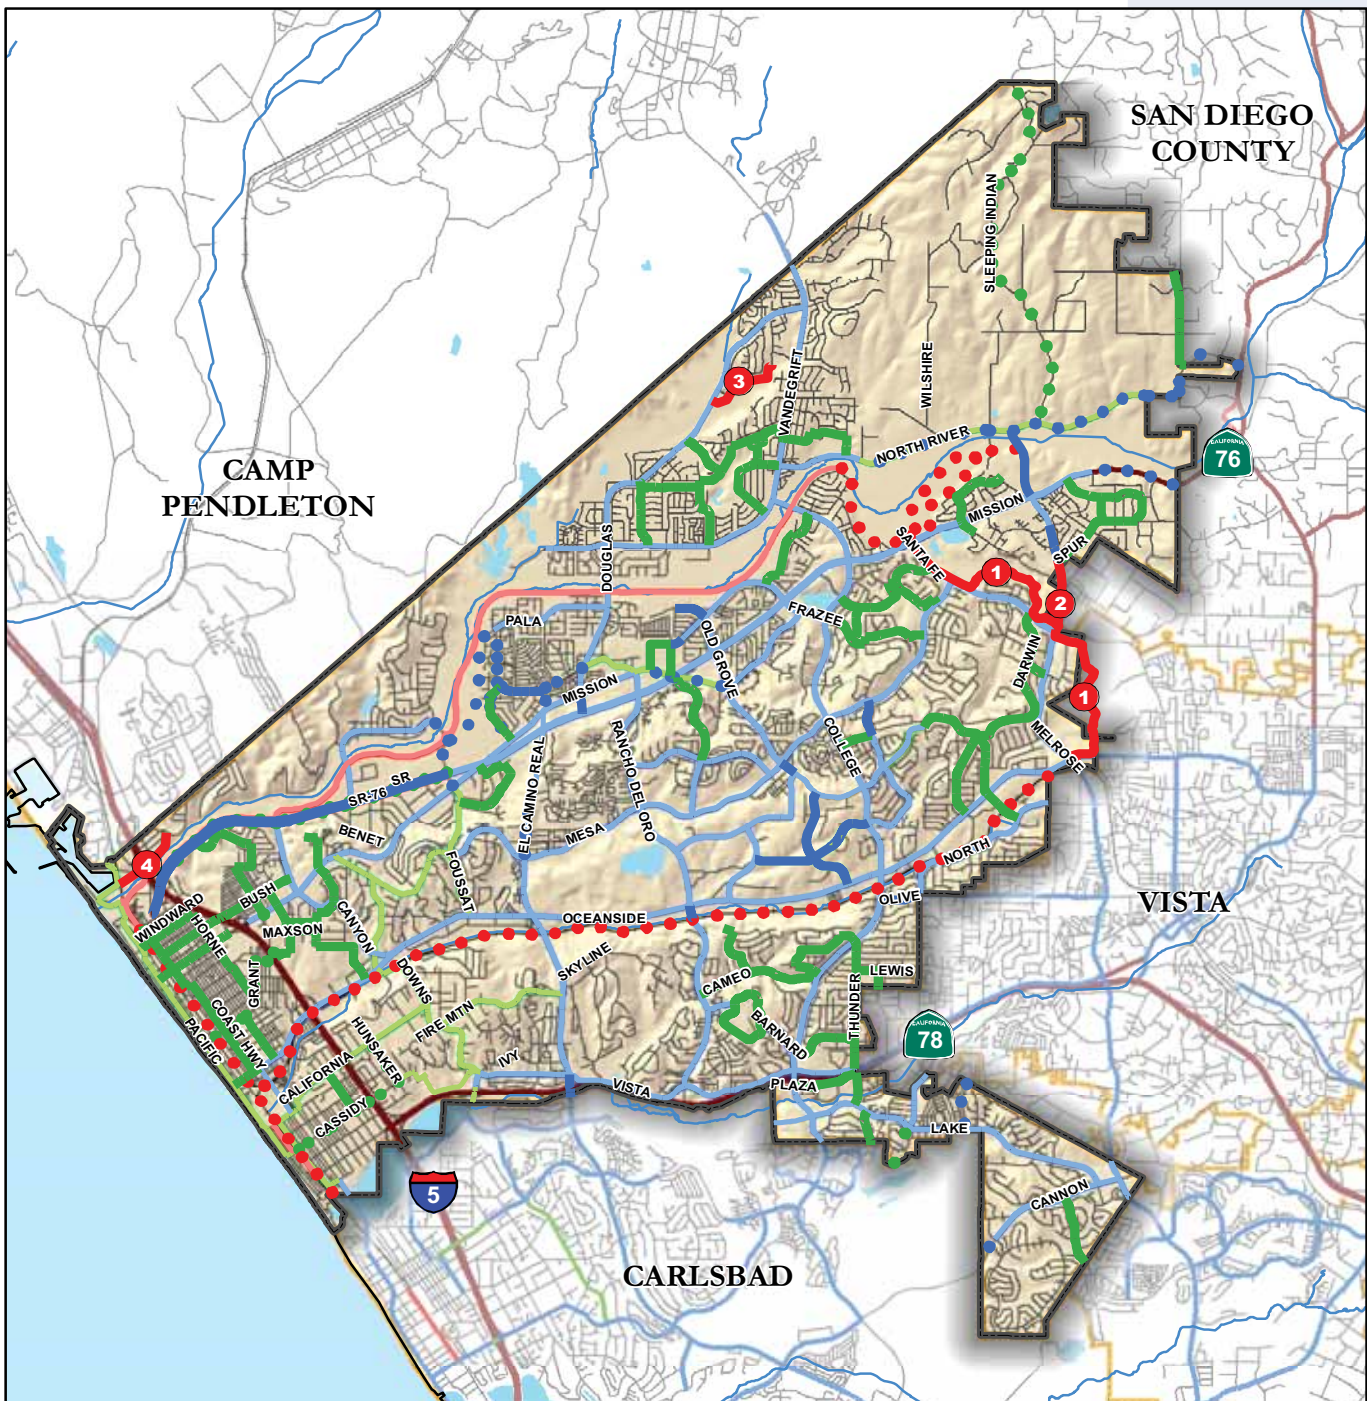 SAN DIEGO
COUNTY
SLEEPING INDIAN
WILSHIRE
3
VANDEGRIFT
NORTH RIVER
CALIFORNIA
76
CAMP
PENDLETON
MISSION
DOUGLAS
SANTA FE
SPUR
1
2
PALA
FRAZEE
OLD GROVE
DARWIN
MISSION
1
RANCHO DEL ORO
COLLEGE
MELROSE
EL CAMINO REAL
SR
SR-76
BENET
MESA
NORTH
4
FOUSSAT
BUSH
OLIVE
VISTA
WINDWARD
HORNE
MAXSON
CANYON
OCEANSIDE
SKYLINE
LEWIS
GRANT
DOWNS
CAMEO
THUNDER
COAST HWY
PACIFIC
HUNSAKER
FIRE MTN
BARNARD
CALIFORNIA
78
CALIFORNIA
IVY
VISTA
PLAZA
CASSIDY
LAKE
5
CANNON
CARLSBAD